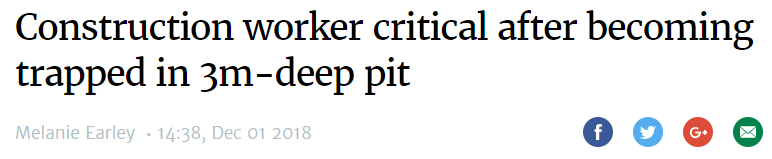 Construction worker critical after becoming
trapped in 3m-deep pit
Melanie Earley • 14:38, Dec 01 2018
f
G+